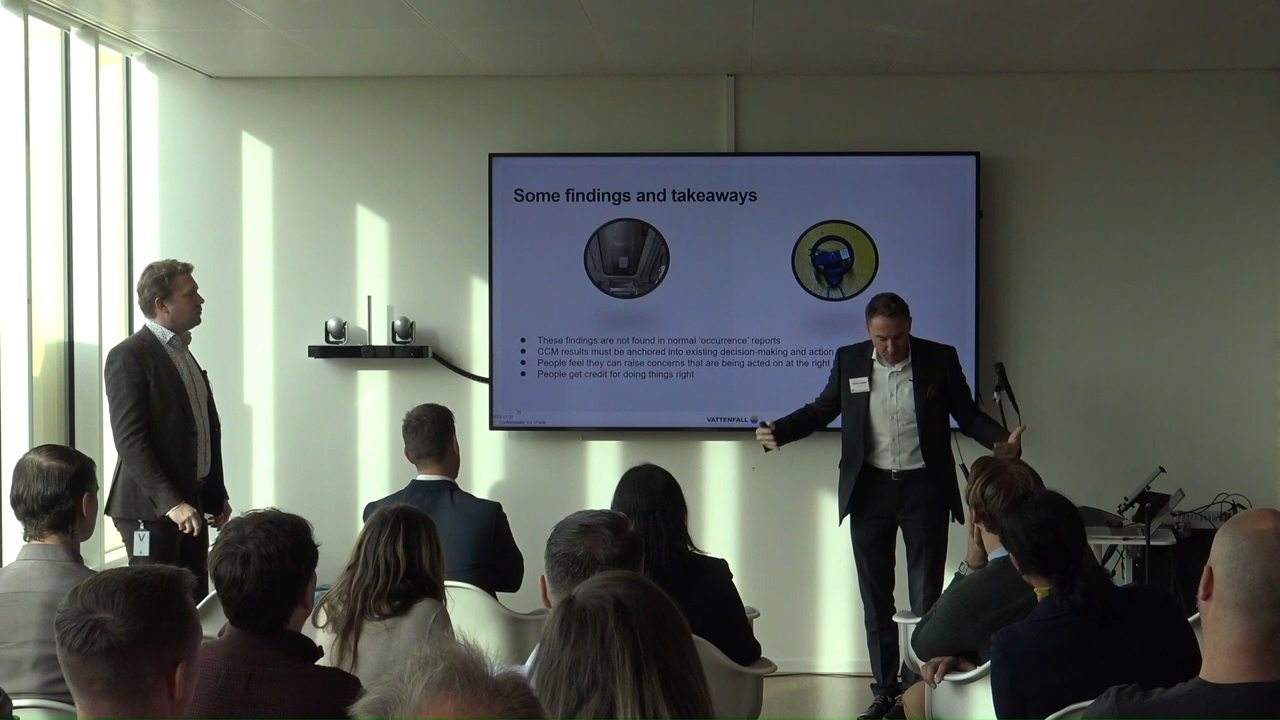 Some findings and takeaways
These findings are not found in normal 'occurrence' reports
CCM results must be anchored into existing decision-making and action
People feel they can raise concerns that are being acted on at the right
People get credit for doing things right
VATTENFALL
V